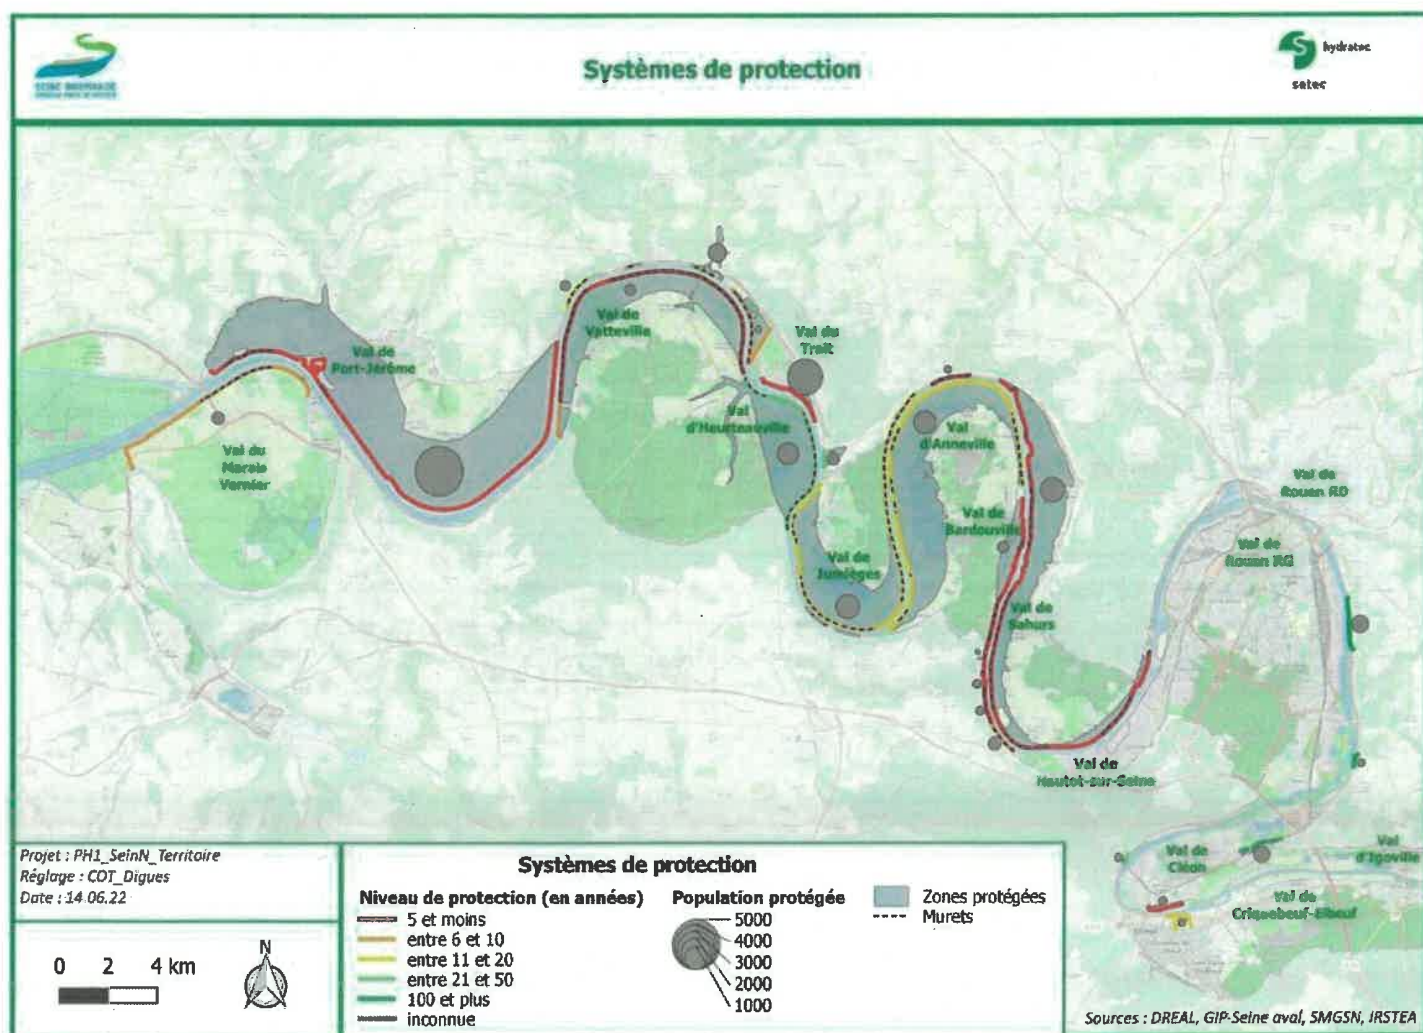 Systèmes de protection
hydratec
setec
Val de
Port-Jérôme
Val du
Marais
Vernier
Val de
Vatteville
Val du
Trait
Val
d'Heurteauville
Val
d'Anneville
Val de
Bardouville
Val de
Jumièges
Val de
Sahurs
Val de
Hautot-sur-Seine
Val de
Rouen RD
Val de
Rouen RG
Val de
Cléon
Val
d'Igoville
Val de
Criquebeuf-Elbeuf
Projet : PH1_SeinN_Territoire
Réglage : COT_Digues
Date : 14.06.22
0 2 4 km
N
Systèmes de protection
Niveau de protection (en années)
5 et moins
entre 6 et 10
entre 11 et 20
entre 21 et 50
100 et plus
inconnue
Population protégée
5000
4000
3000
2000
1000
Zones protégées
Murets
Sources : DREAL, GIP-Seine aval, SMGSN, IRSTEA